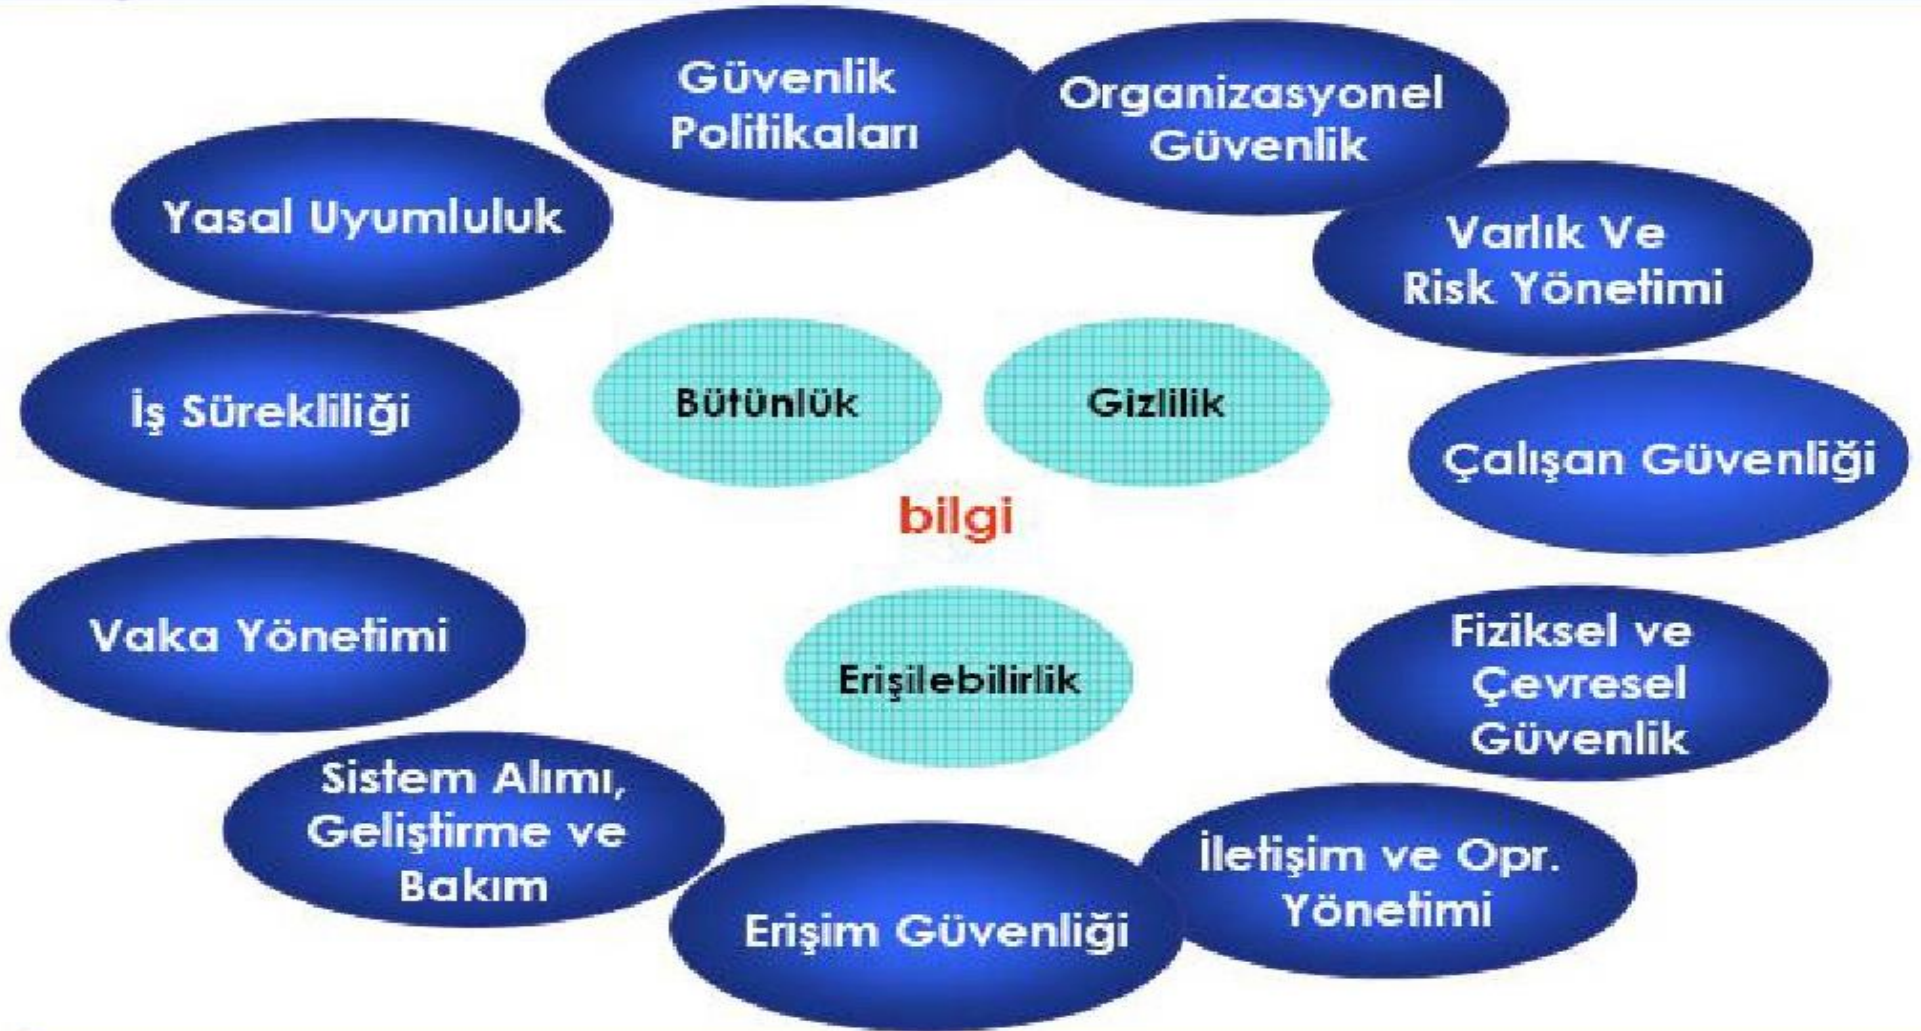 Güvenlik
Politikaları
Organizasyonel
Güvenlik
Yasal Uyumluluk
Varlık Ve
Risk Yönetimi
İş Sürekliliği
Bütünlük
Gizlilik
Çalışan Güvenliği
bilgi
Vaka Yönetimi
Erişilebilirlik
Fiziksel ve
Çevresel
Güvenlik
Sistem Alımı,
Geliştirme ve
Bakım
İletişim ve Opr.
Yönetimi
Erişim Güvenliği